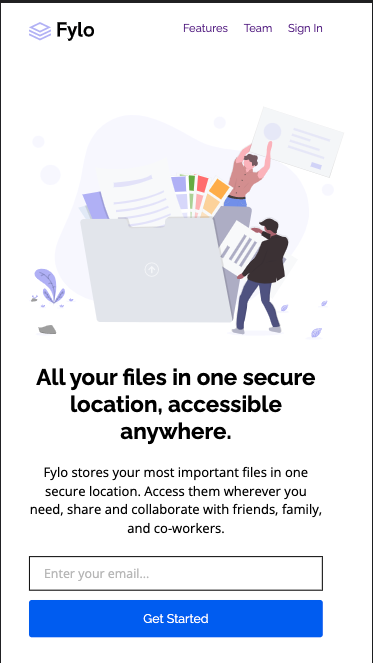 Fylo
Features Team Sign In
All your files in one secure
location, accessible
anywhere.
Fylo stores your most important files in one
secure location. Access them wherever you
need, share and collaborate with friends, family,
and co-workers.
Enter your email...
Get Started